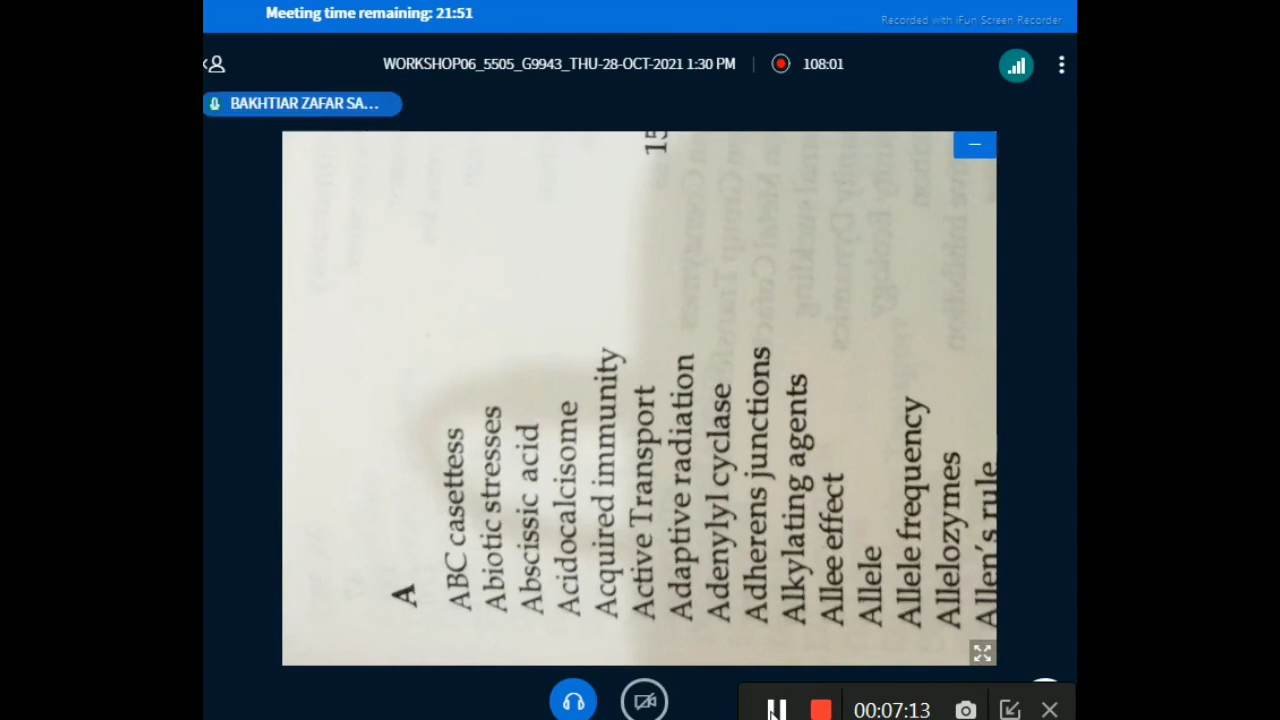 Meeting time remaining: 21:51
Recorded with iFun Screen Recorder
WORKSHOP06_5505_G9943_THU-28-OCT-2021 1:30 PM
108:01
BAKHTIAR ZAFAR SA...
15
A
ABC casettess
Abiotic stresses
Abscissic acid
Acidocalcisome
Acquired immunity
Active Transport
Adaptive radiation
Adenylyl cyclase
Adherens junctions
Alkylating agents
Allee effect
Allele
Allele frequency
Allelozymes
Allen's rule
00:07:13